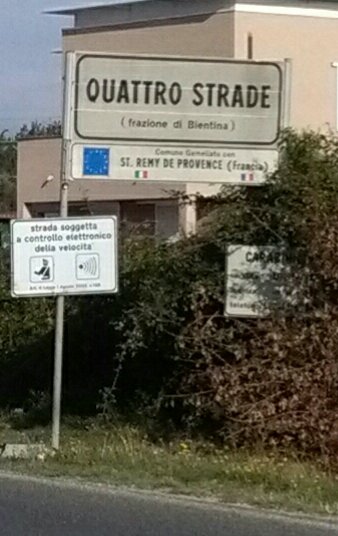 QUATTRO STRADE
(frazione di Bientina)
Comune Gemellato con
ST. REMY DE PROVENCE (Francia)
strada soggetta
a controllo elettronico
della velocità